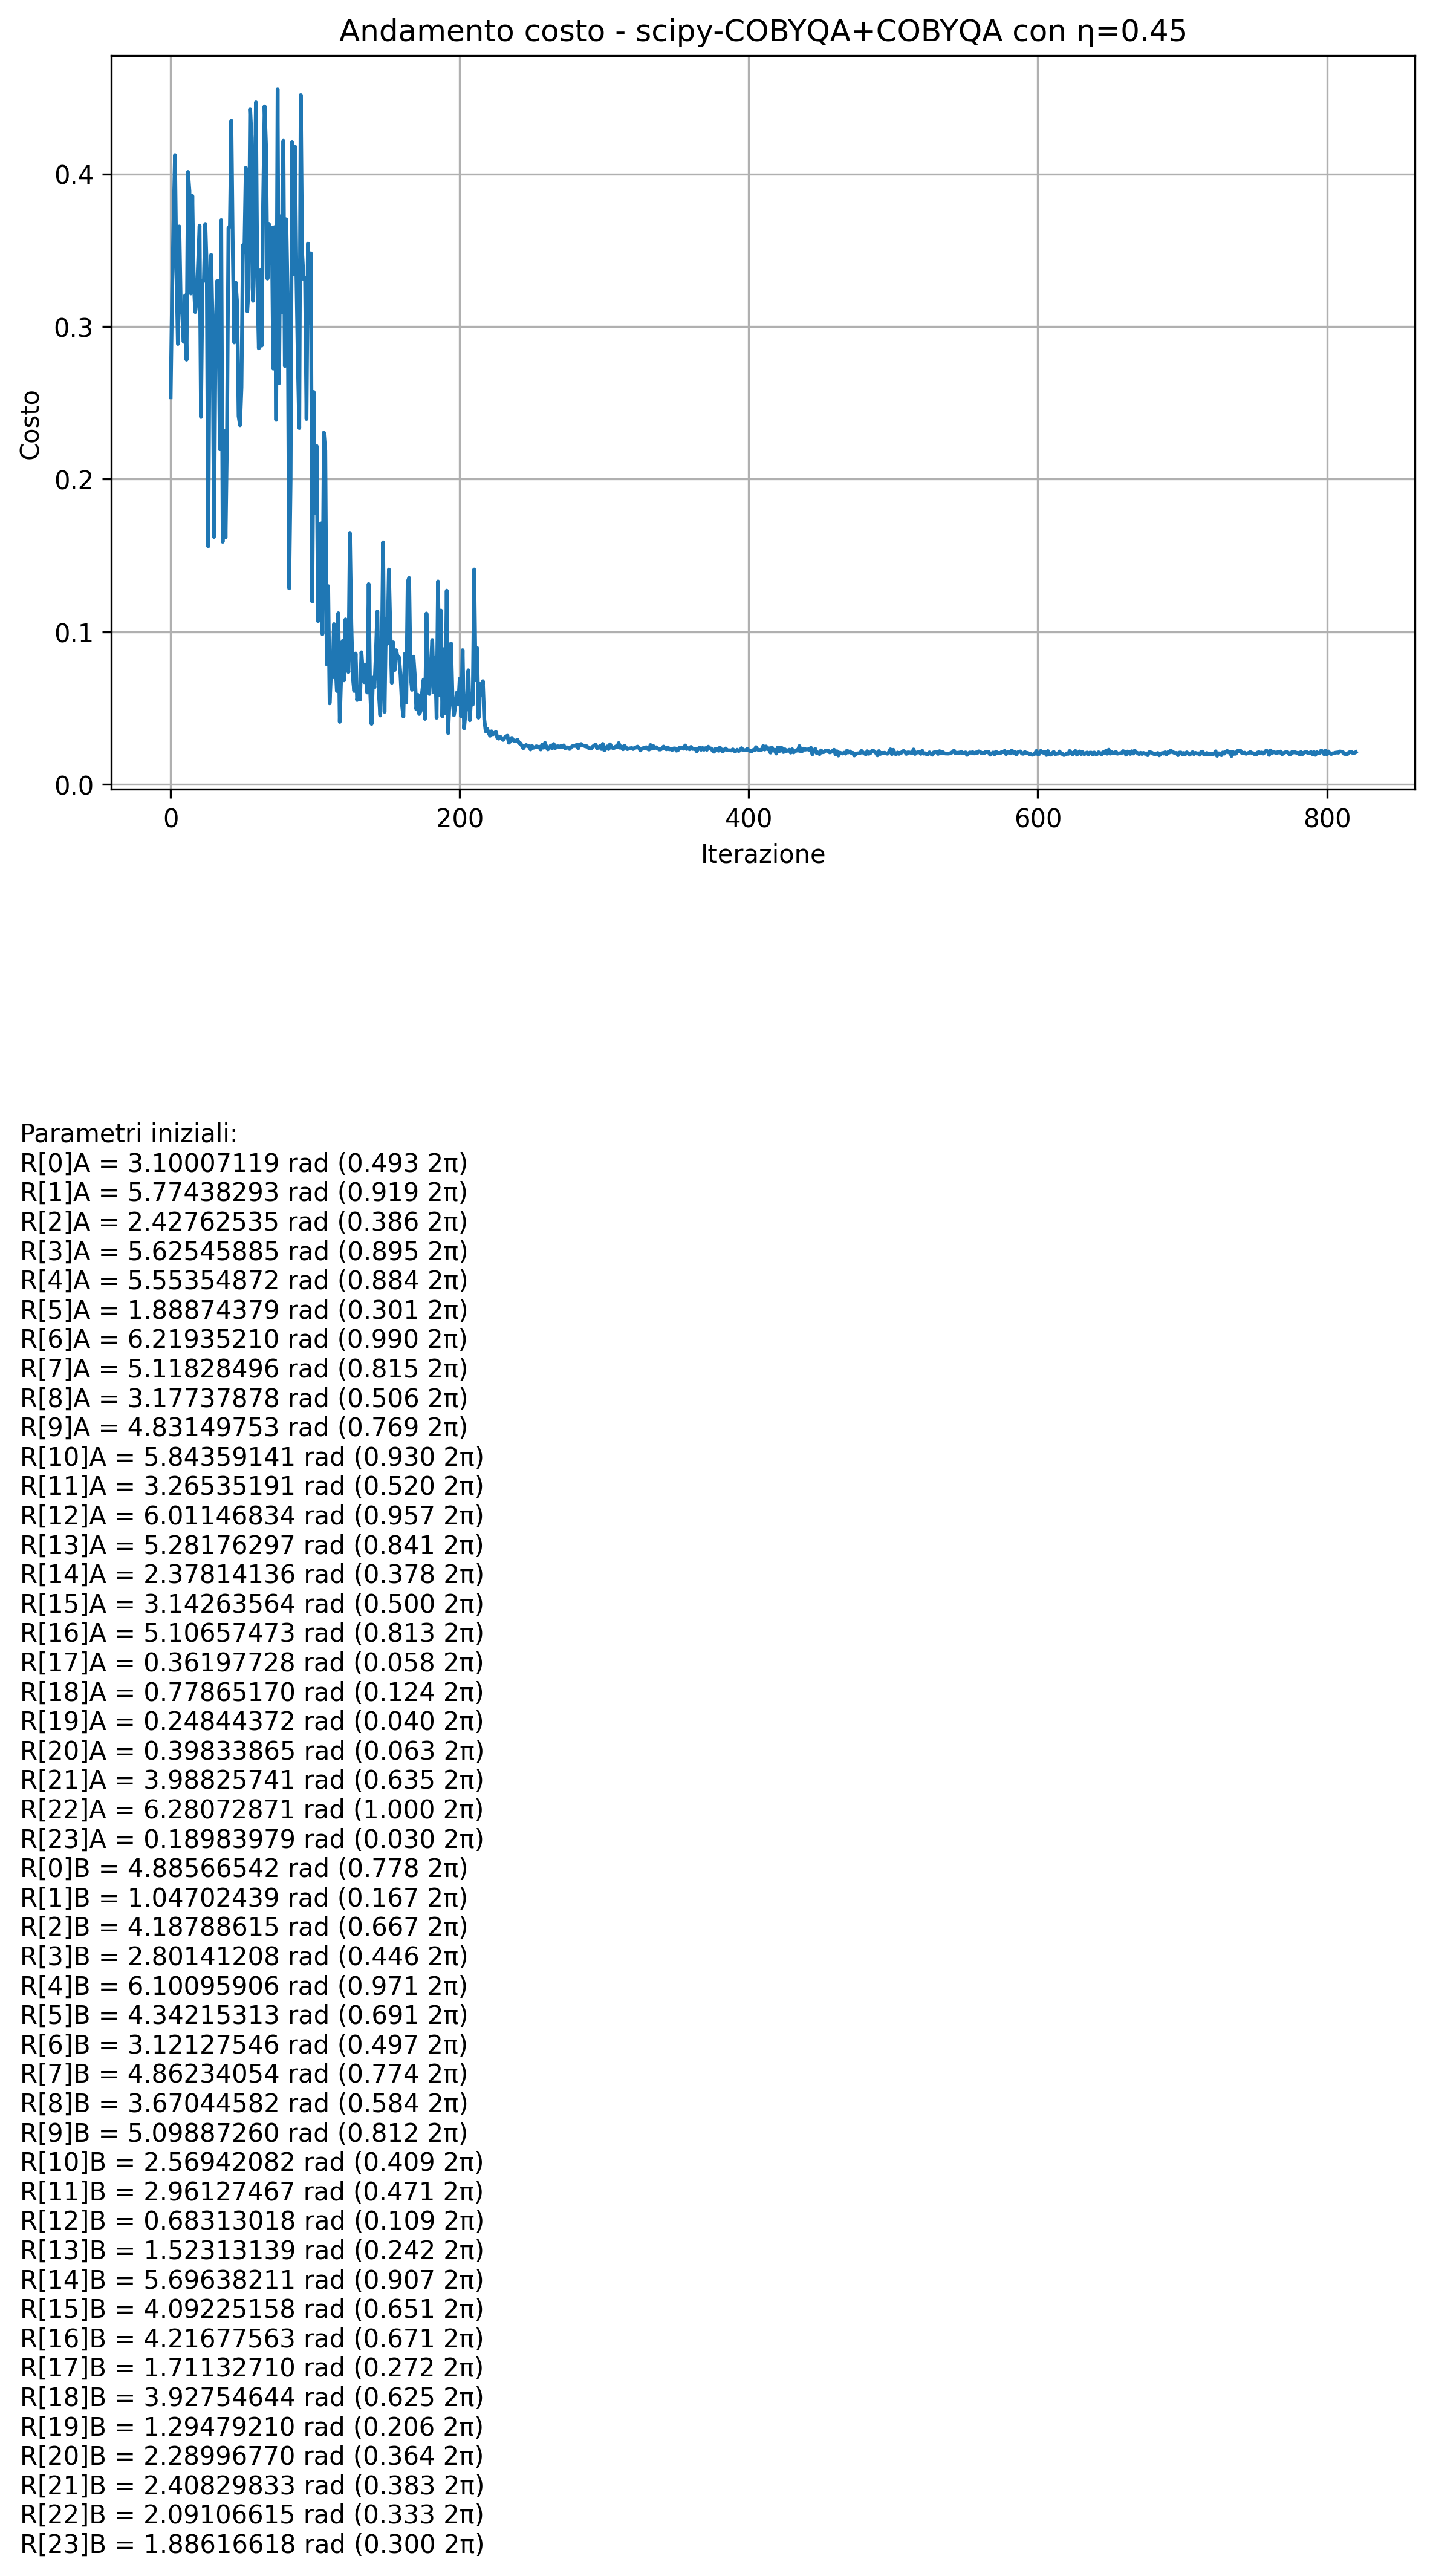 Andamento costo - scipy-COBYQA+COBYQA con η=0.45
0.4
0.3
0.2
0.1
0.0
Costo
0 200 400 600 800
Iterazione
Parametri iniziali:
R[0]A = 3.10007119 rad (0.493 2π)
R[1]A = 5.77438293 rad (0.919 2π)
R[2]A = 2.42762535 rad (0.386 2π)
R[3]A = 5.62545885 rad (0.895 2π)
R[4]A = 5.55354872 rad (0.884 2π)
R[5]A = 1.88874379 rad (0.301 2π)
R[6]A = 6.21935210 rad (0.990 2π)
R[7]A = 5.11828496 rad (0.815 2π)
R[8]A = 3.17737878 rad (0.506 2π)
R[9]A = 4.83149753 rad (0.769 2π)
R[10]A = 5.84359141 rad (0.930 2π)
R[11]A = 3.26535191 rad (0.520 2π)
R[12]A = 6.01146834 rad (0.957 2π)
R[13]A = 5.28176297 rad (0.841 2π)
R[14]A = 2.37814136 rad (0.378 2π)
R[15]A = 3.14263564 rad (0.500 2π)
R[16]A = 5.10657473 rad (0.813 2π)
R[17]A = 0.36197728 rad (0.058 2π)
R[18]A = 0.77865170 rad (0.124 2π)
R[19]A = 0.24844372 rad (0.040 2π)
R[20]A = 0.39833865 rad (0.063 2π)
R[21]A = 3.98825741 rad (0.635 2π)
R[22]A = 6.28072871 rad (1.000 2π)
R[23]A = 0.18983979 rad (0.030 2π)
R[0]B = 4.88566542 rad (0.778 2π)
R[1]B = 1.04702439 rad (0.167 2π)
R[2]B = 4.18788615 rad (0.667 2π)
R[3]B = 2.80141208 rad (0.446 2π)
R[4]B = 6.10095906 rad (0.971 2π)
R[5]B = 4.34215313 rad (0.691 2π)
R[6]B = 3.12127546 rad (0.497 2π)
R[7]B = 4.86234054 rad (0.774 2π)
R[8]B = 3.67044582 rad (0.584 2π)
R[9]B = 5.09887260 rad (0.812 2π)
R[10]B = 2.56942082 rad (0.409 2π)
R[11]B = 2.96127467 rad (0.471 2π)
R[12]B = 0.68313018 rad (0.109 2π)
R[13]B = 1.52313139 rad (0.242 2π)
R[14]B = 5.69638211 rad (0.907 2π)
R[15]B = 4.09225158 rad (0.651 2π)
R[16]B = 4.21677563 rad (0.671 2π)
R[17]B = 1.71132710 rad (0.272 2π)
R[18]B = 3.92754644 rad (0.625 2π)
R[19]B = 1.29479210 rad (0.206 2π)
R[20]B = 2.28996770 rad (0.364 2π)
R[21]B = 2.40829833 rad (0.383 2π)
R[22]B = 2.09106615 rad (0.333 2π)
R[23]B = 1.88616618 rad (0.300 2π)